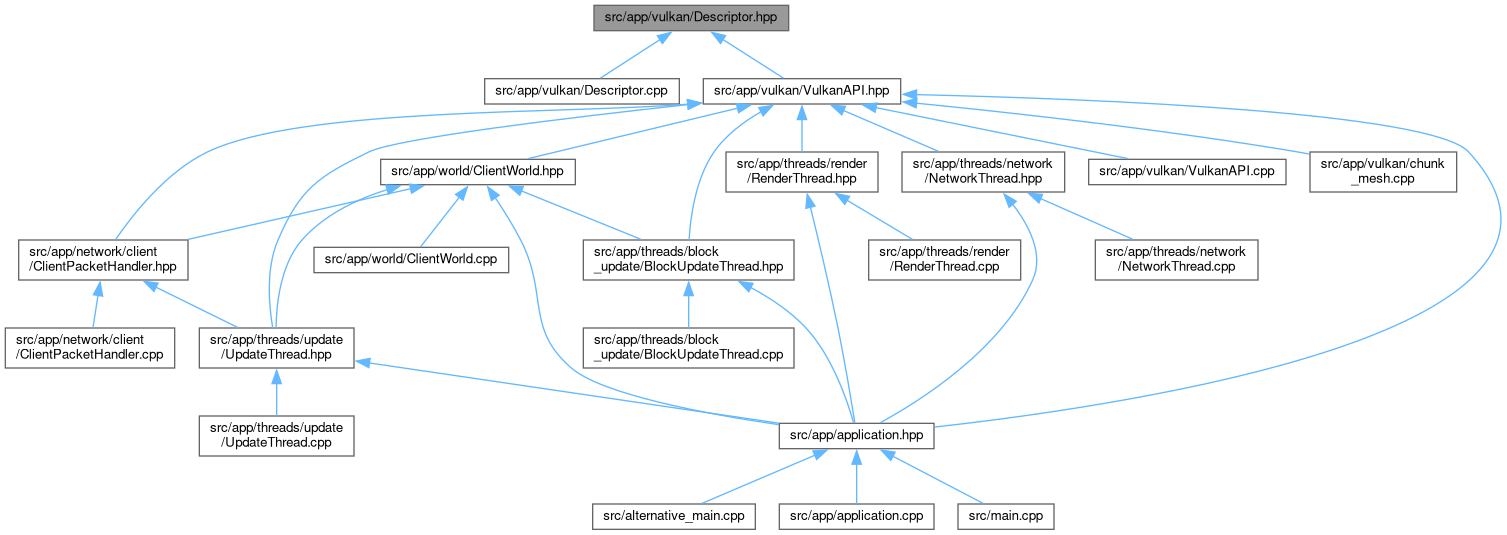 src/app/vulkan/Descriptor.hpp
src/app/vulkan/Descriptor.cpp
src/app/vulkan/VulkanAPI.hpp
src/app/world/ClientWorld.hpp
src/app/threads/render
/RenderThread.hpp
src/app/threads/network
/NetworkThread.hpp
src/app/vulkan/VulkanAPI.cpp
src/app/vulkan/chunk
_mesh.cpp
src/app/network/client
/ClientPacketHandler.hpp
src/app/world/ClientWorld.cpp
src/app/threads/block
_update/BlockUpdateThread.hpp
src/app/threads/render
/RenderThread.cpp
src/app/threads/network
/NetworkThread.cpp
src/app/network/client
/ClientPacketHandler.cpp
src/app/threads/update
/UpdateThread.hpp
src/app/threads/block
_update/BlockUpdateThread.cpp
src/app/threads/update
/UpdateThread.cpp
src/app/application.hpp
src/alternative_main.cpp
src/app/application.cpp
src/main.cpp